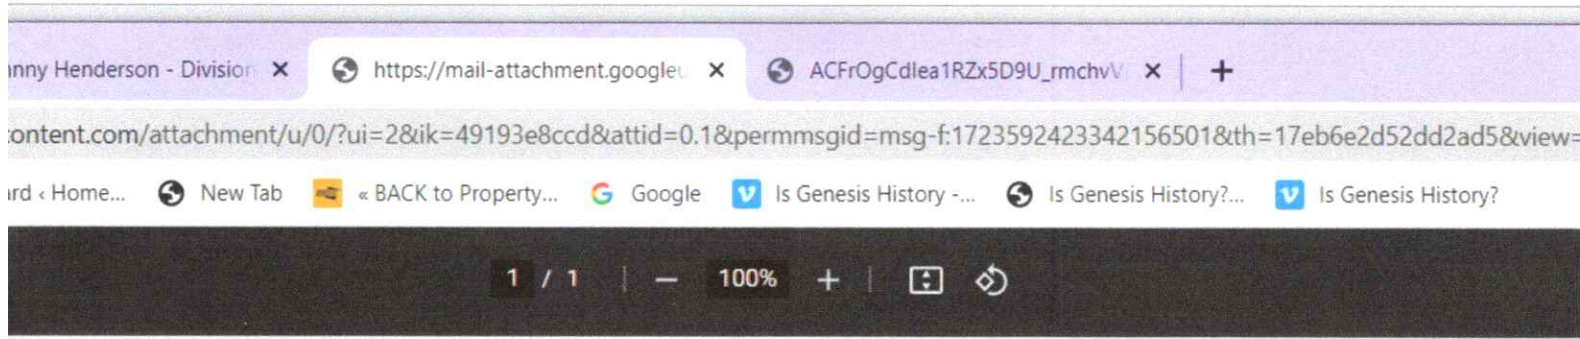 nny Henderson - Division https://mail-attachment.google ACFrOgCdlea1RZx5D9U_rmchvV
ontent.com/attachment/u/0/?ui=2&ik=49193e8ccd&attid=0.1&permmsgid=msg-f:1723592423342156501&th=17eb6e2d52dd2ad5&view=
rd ‹ Home... New Tab « BACK to Property... Google Is Genesis History -... Is Genesis History?... Is Genesis History?
1 / 1 100%